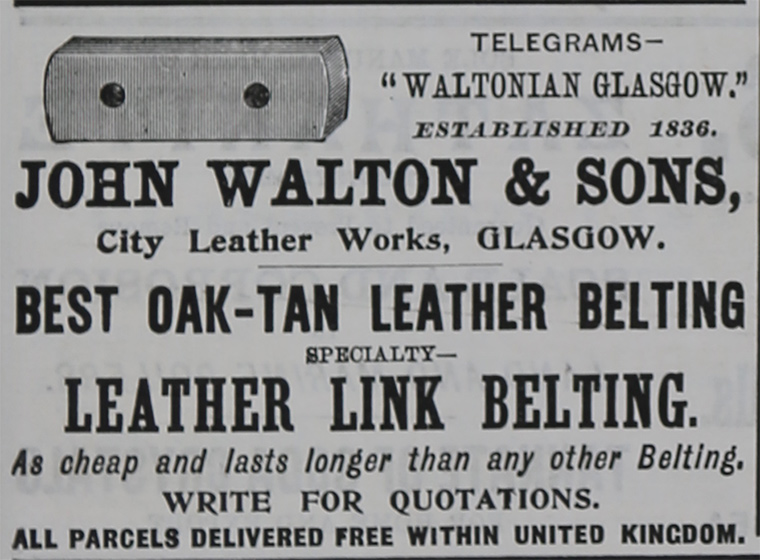 TELEGRAMS—
"WALTONIAN GLASGOW."
ESTABLISHED 1836.
JOHN WALTON & SONS,
City Leather Works, GLASGOW.
BEST OAK-TAN LEATHER BELTING
SPECIALTY—
LEATHER LINK BELTING.
As cheap and lasts longer than any other Belting.
WRITE FOR QUOTATIONS.
ALL PARCELS DELIVERED FREE WITHIN UNITED KINGDOM.